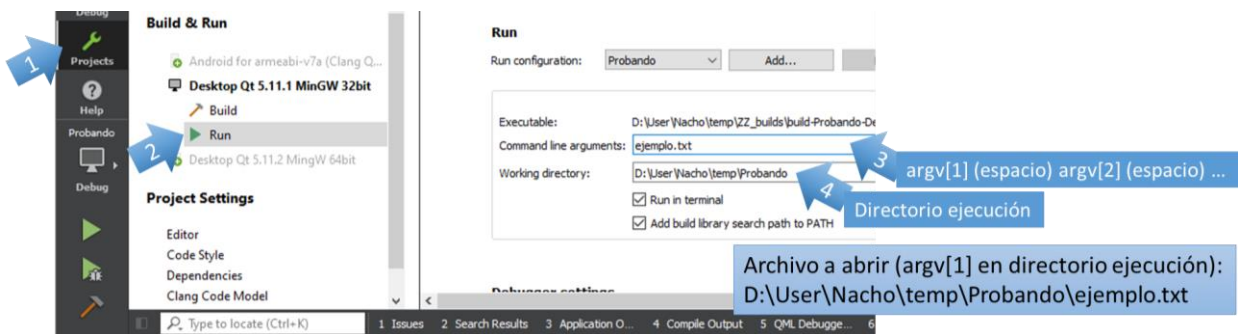 Debug
Projects
Help
Probando
Debug
1
Build & Run
Android for armeabi-v7a (Clang Q...
Desktop Qt 5.11.1 MinGW 32bit
Build
Run
2
Desktop Qt 5.11.2 MingW 64bit
Project Settings
Editor
Code Style
Dependencies
Clang Code Model
Run
Run configuration: Probando Add...
Executable: D:\User\Nacho\temp\ZZ_builds\build-Probando-De
Command line arguments: ejemplo.txt
Working directory: D:\User\Nacho\temp\Probando
Run in terminal
Add build library search path to PATH
Debugger settings
3
argv[1] (espacio) argv[2] (espacio) ...
4
Directorio ejecución
Archivo a abrir (argv[1] en directorio ejecución):
D:\User\Nacho\temp\Probando\ejemplo.txt
Type to locate (Ctrl+K) 1 Issues 2 Search Results 3 Application O... 4 Compile Output 5 QML Debugge... 6